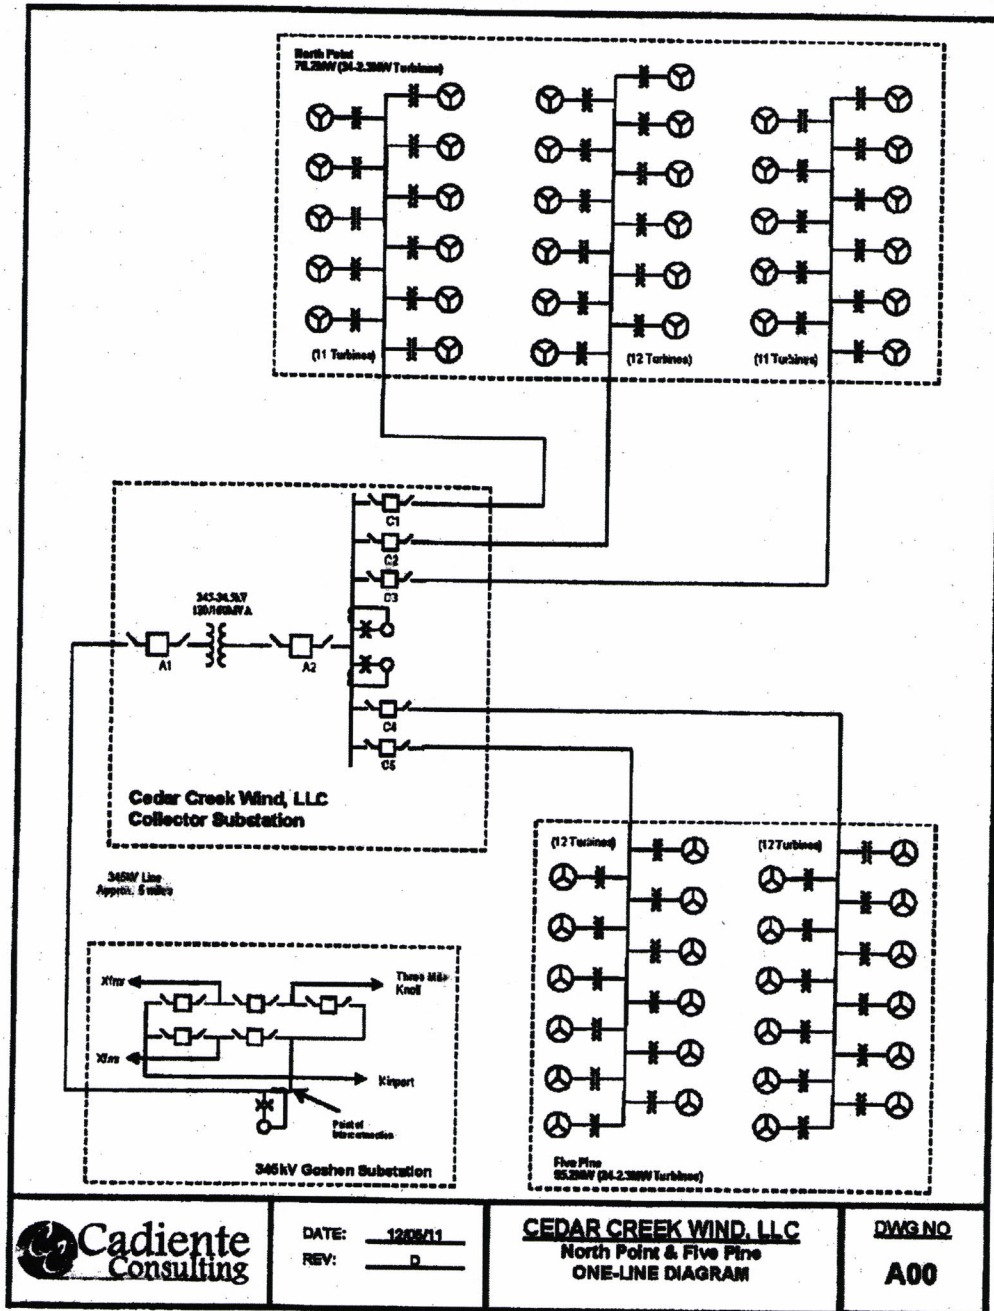 North Point
78.2MW (34-2.3MW Turbines)
(11 Turbines)
(12 Turbines)
(11 Turbines)
C1
C2
C3
345-34.5kV
A1
A2
C4
C5
Cedar Creek Wind, LLC
Collector Substation
(12 Turbines)
(12 Turbines)
345kV Line
Approx. 5 miles
Xfmr
Three Mile
Knoll
Xfmr
Kinport
Point of
Interconnection
345kV Goshen Substation
Five Pine
55.2MW (24-2.3MW Turbines)
Cadiente
Consulting
DATE:
REV: D
CEDAR CREEK WIND, LLC
North Point & Five Pine
ONE-LINE DIAGRAM
DWG NO
A00